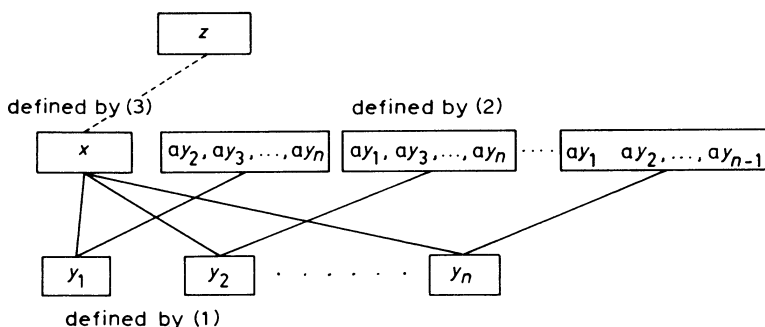 z
defined by (3)
defined by (2)
x
ay₂, ay₃, ..., ayₙ
ay₁, ay₃, ..., ayₙ
ay₁ ay₂, ..., ayₙ₋₁
y₁
y₂
yₙ
defined by (1)